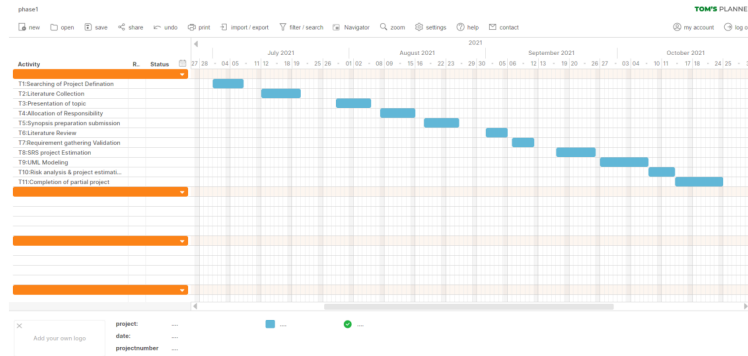 phase1
TOM'S PLANNE
new open save share undo print import / export filter / search Navigator zoom settings help contact my account log o
2021
July 2021 August 2021 September 2021 October 2021
Activity R. Status 27 28 - 04 05 - 11 12 - 18 19 - 25 26 - 01 02 - 08 09 - 15 16 - 22 23 - 29 30 - 05 06 - 12 13 - 19 20 - 26 27 - 03 04 - 10 11 - 17 18 - 24 25 - 3
T1:Searching of Project Defination
T2:Literature Collection
T3:Presentation of topic
T4:Allocation of Responsibility
T5:Synopsis preparation submission
T6:Literature Review
T7:Requirement gathering Validation
T8:SRS project Estimation
T9:UML Modeling
T10:Risk analysis & project estimati...
T11:Completion of partial project
Add your own logo
project: .... .... ....
date: ....
projectnumber ....